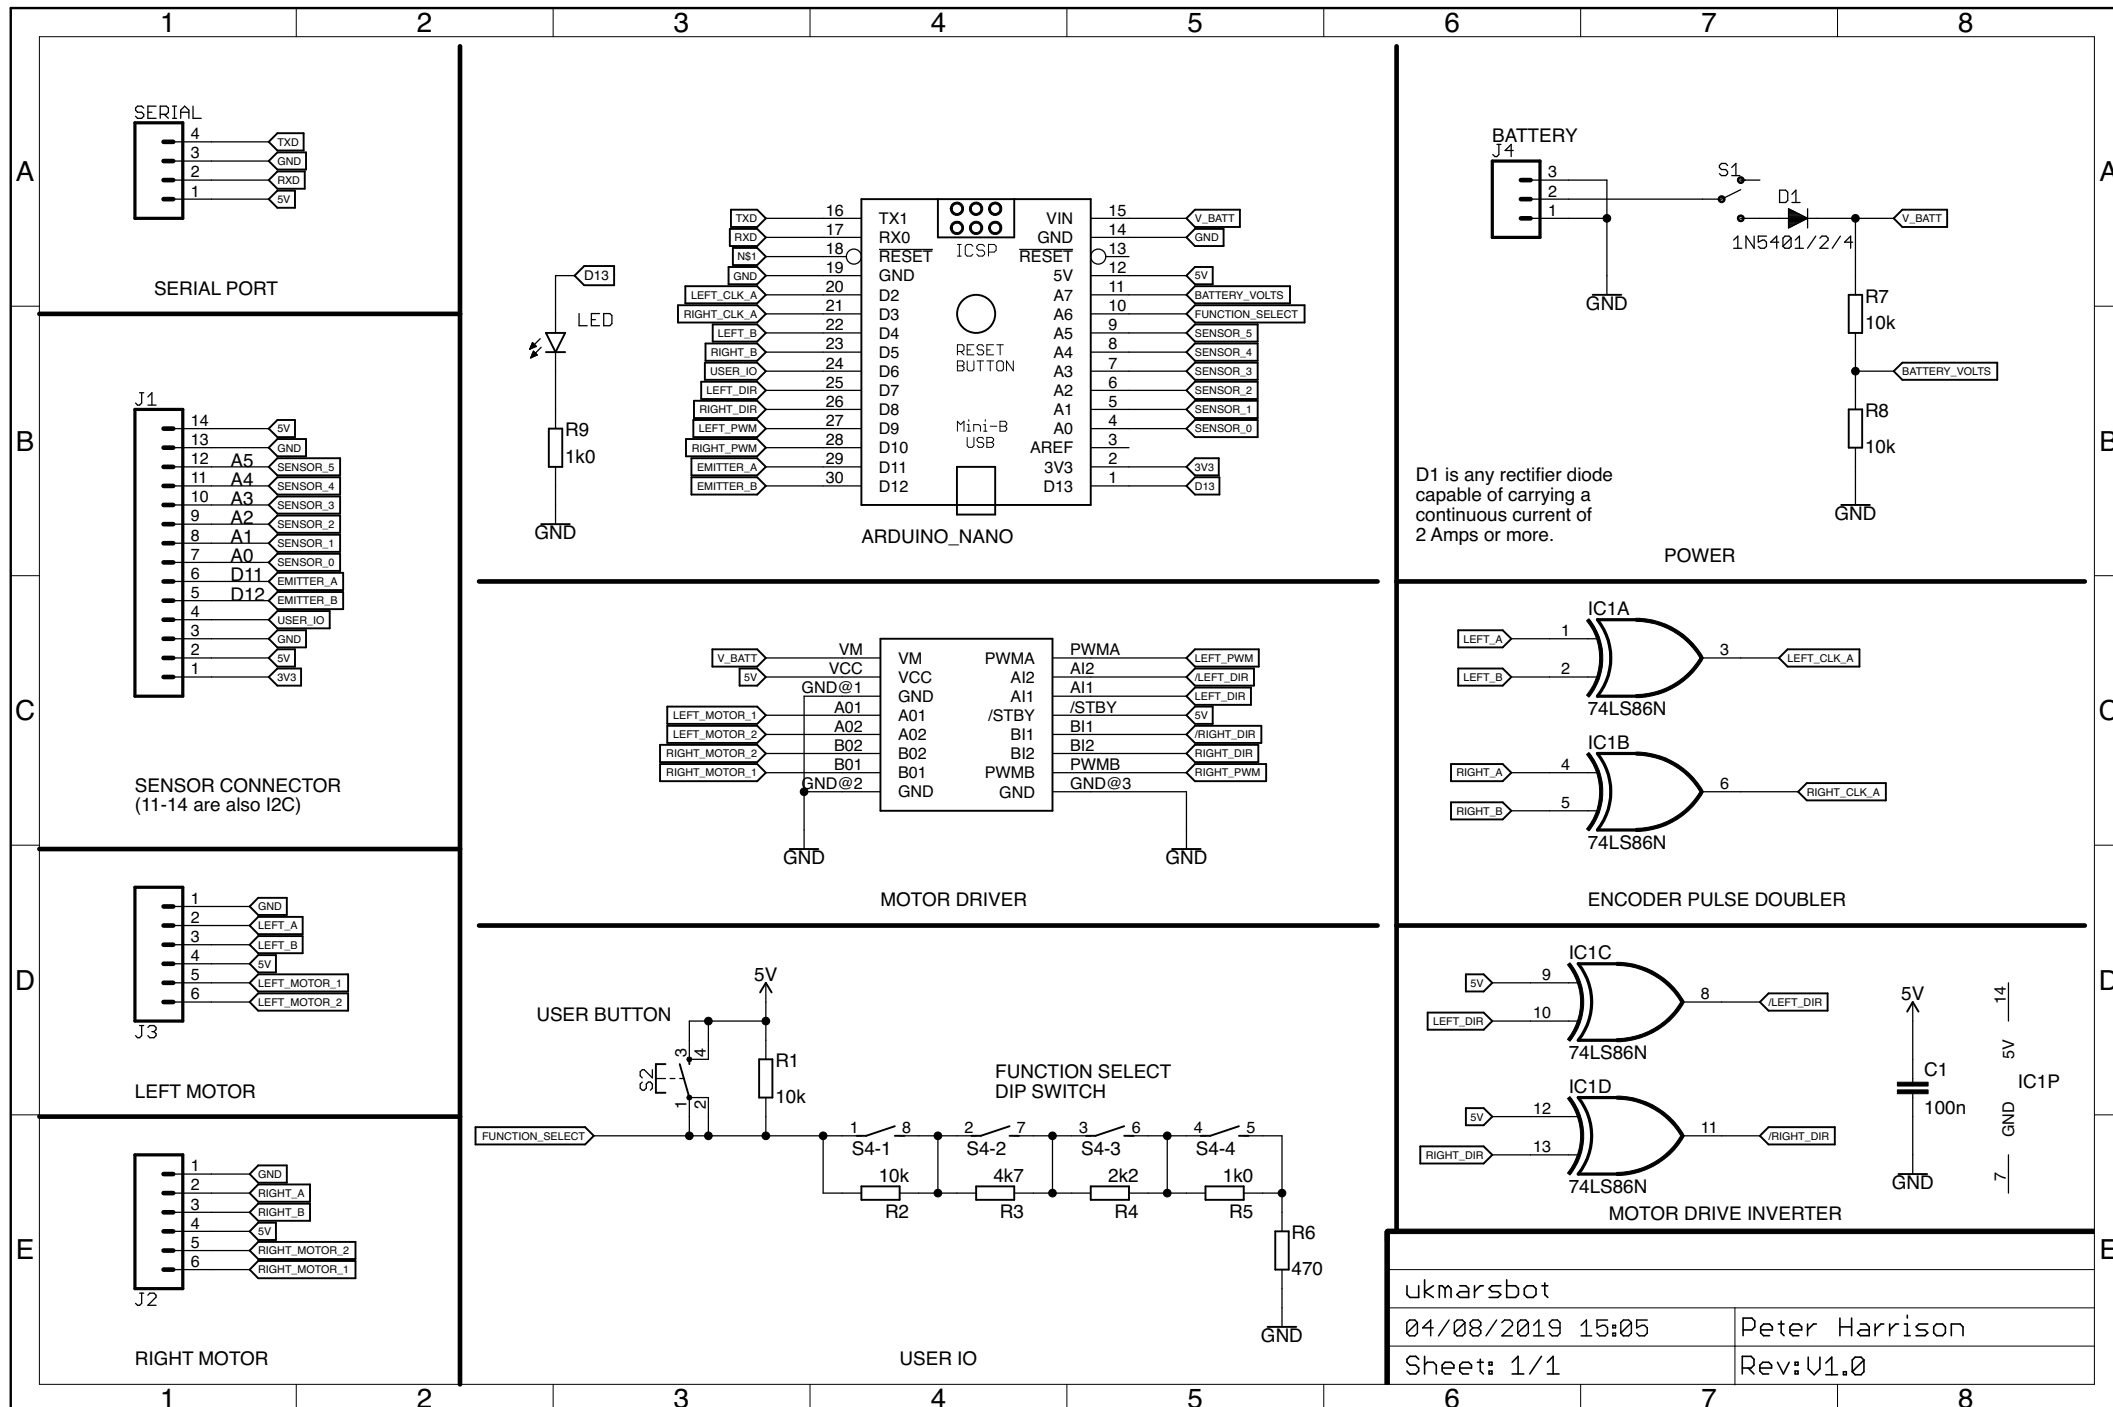 1 2 3 4 5 6 7 8
A
B
C
D
E
A
B
C
D
E
SERIAL
4 TXD
3 GND
2 RXD
1 5V
SERIAL PORT
J1
14 5V
13 GND
12 A5 SENSOR_5
11 A4 SENSOR_4
10 A3 SENSOR_3
9 A2 SENSOR_2
8 A1 SENSOR_1
7 A0 SENSOR_0
6 D11 EMITTER_A
5 D12 EMITTER_B
4 USER_IO
3 GND
2 5V
1 3V3
SENSOR CONNECTOR
(11-14 are also I2C)
1 GND
2 LEFT_A
3 LEFT_B
4 5V
5 LEFT_MOTOR_1
6 LEFT_MOTOR_2
J3
LEFT MOTOR
1 GND
2 RIGHT_A
3 RIGHT_B
4 5V
5 RIGHT_MOTOR_2
6 RIGHT_MOTOR_1
J2
RIGHT MOTOR
D13
LED
R9
1k0
GND
TXD 16 TX1 VIN 15 V_BATT
RXD 17 RX0 GND 14 GND
N$1 18 RESET RESET 13
GND 19 GND 5V 12 5V
LEFT_CLK_A 20 D2 A7 11 BATTERY_VOLTS
RIGHT_CLK_A 21 D3 A6 10 FUNCTION_SELECT
LEFT_B 22 D4 A5 9 SENSOR_5
RIGHT_B 23 D5 A4 8 SENSOR_4
USER_IO 24 D6 A3 7 SENSOR_3
LEFT_DIR 25 D7 A2 6 SENSOR_2
RIGHT_DIR 26 D8 A1 5 SENSOR_1
LEFT_PWM 27 D9 A0 4 SENSOR_0
RIGHT_PWM 28 D10 AREF 3
EMITTER_A 29 D11 3V3 2 3V3
EMITTER_B 30 D12 D13 1 D13
ICSP
RESET
BUTTON
Mini-B
USB
ARDUINO_NANO
V_BATT VM VM PWMA PWMA LEFT_PWM
5V VCC VCC AI2 AI2 /LEFT_DIR
GND@1 GND AI1 AI1 LEFT_DIR
LEFT_MOTOR_1 A01 A01 /STBY /STBY 5V
LEFT_MOTOR_2 A02 A02 BI1 BI1 /RIGHT_DIR
RIGHT_MOTOR_2 B02 B02 BI2 BI2 RIGHT_DIR
RIGHT_MOTOR_1 B01 B01 PWMB PWMB RIGHT_PWM
GND@2 GND GND GND@3
GND GND
MOTOR DRIVER
5V
USER BUTTON
S2
3 4
1 2
R1
10k
FUNCTION SELECT
DIP SWITCH
FUNCTION_SELECT
1 8 2 7 3 6 4 5
S4-1 S4-2 S4-3 S4-4
10k 4k7 2k2 1k0
R2 R3 R4 R5
R6
470
GND
USER IO
BATTERY
J4
3
2
1
GND
S1
D1
1N5401/2/4
V_BATT
R7
10k
BATTERY_VOLTS
R8
10k
GND
D1 is any rectifier diode
capable of carrying a
continuous current of
2 Amps or more.
POWER
IC1A
LEFT_A 1
LEFT_B 2
3 LEFT_CLK_A
74LS86N
IC1B
RIGHT_A 4
RIGHT_B 5
6 RIGHT_CLK_A
74LS86N
ENCODER PULSE DOUBLER
IC1C
5V 9
LEFT_DIR 10
8 /LEFT_DIR
74LS86N
IC1D
5V 12
RIGHT_DIR 13
11 /RIGHT_DIR
74LS86N
5V
C1
100n
GND
14
5V
IC1P
GND
7
MOTOR DRIVE INVERTER
ukmarsbot
04/08/2019 15:05 Peter Harrison
Sheet: 1/1 Rev:V1.0
1 2 3 4 5 6 7 8